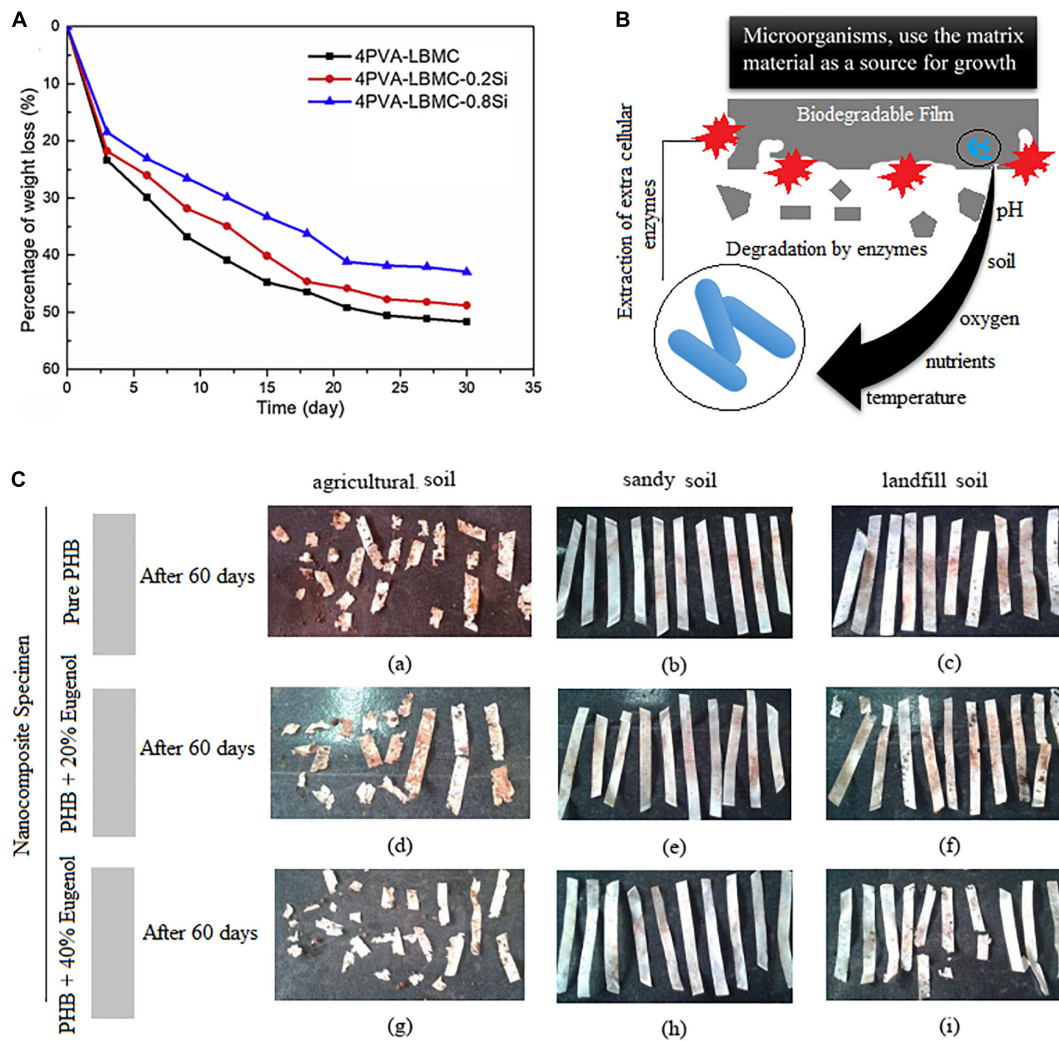 A
0
10
20
30
40
50
60
Percentage of weight loss (%)
4PVA-LBMC
4PVA-LBMC-0.2Si
4PVA-LBMC-0.8Si
0 5 10 15 20 25 30 35
Time (day)
B
Microorganisms, use the matrix
material as a source for growth
Biodegradable Film
Extraction of extra cellular
enzymes
Degradation by enzymes
pH
soil
oxygen
nutrients
temperature
C
agricultural, soil
sandy soil
landfill soil
Nanocomposite Specimen
Pure PHB
After 60 days
(a)
(b)
(c)
PHB + 20% Eugenol
After 60 days
(d)
(e)
(f)
PHB + 40% Eugenol
After 60 days
(g)
(h)
(i)